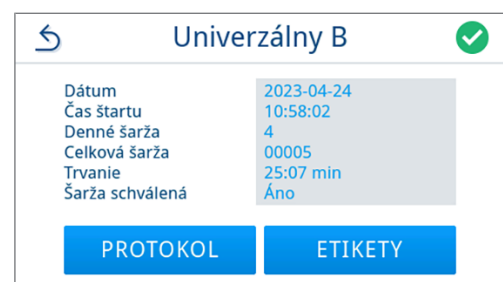 Univerzálny B
Dátum 2023-04-24
Čas štartu 10:58:02
Denné šarža 4
Celková šarža 00005
Trvanie 25:07 min
Šarža schválená Áno
PROTOKOL ETIKETY